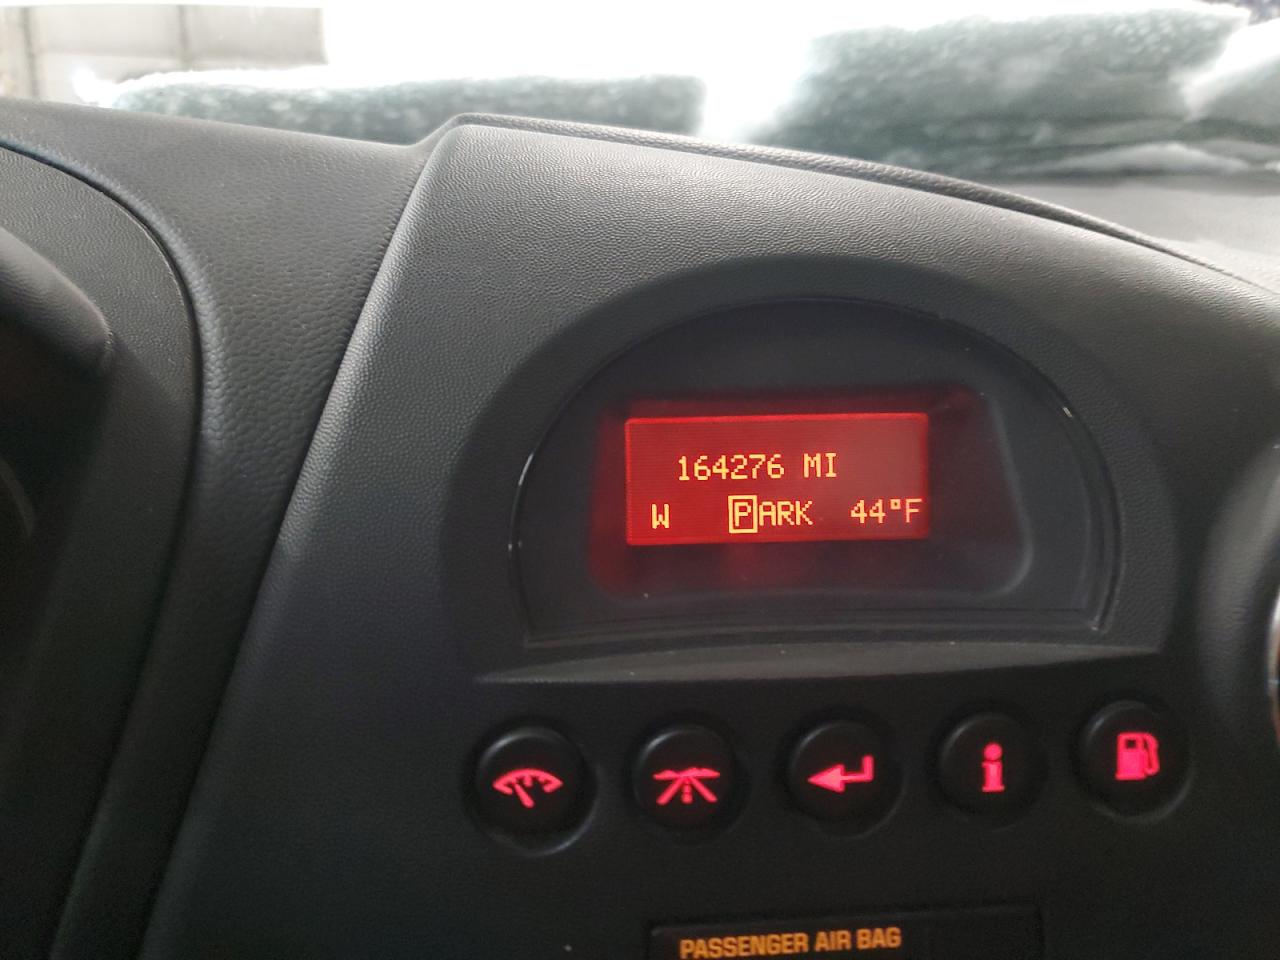 164276 MI
W PARK 44°F
PASSENGER AIR BAG